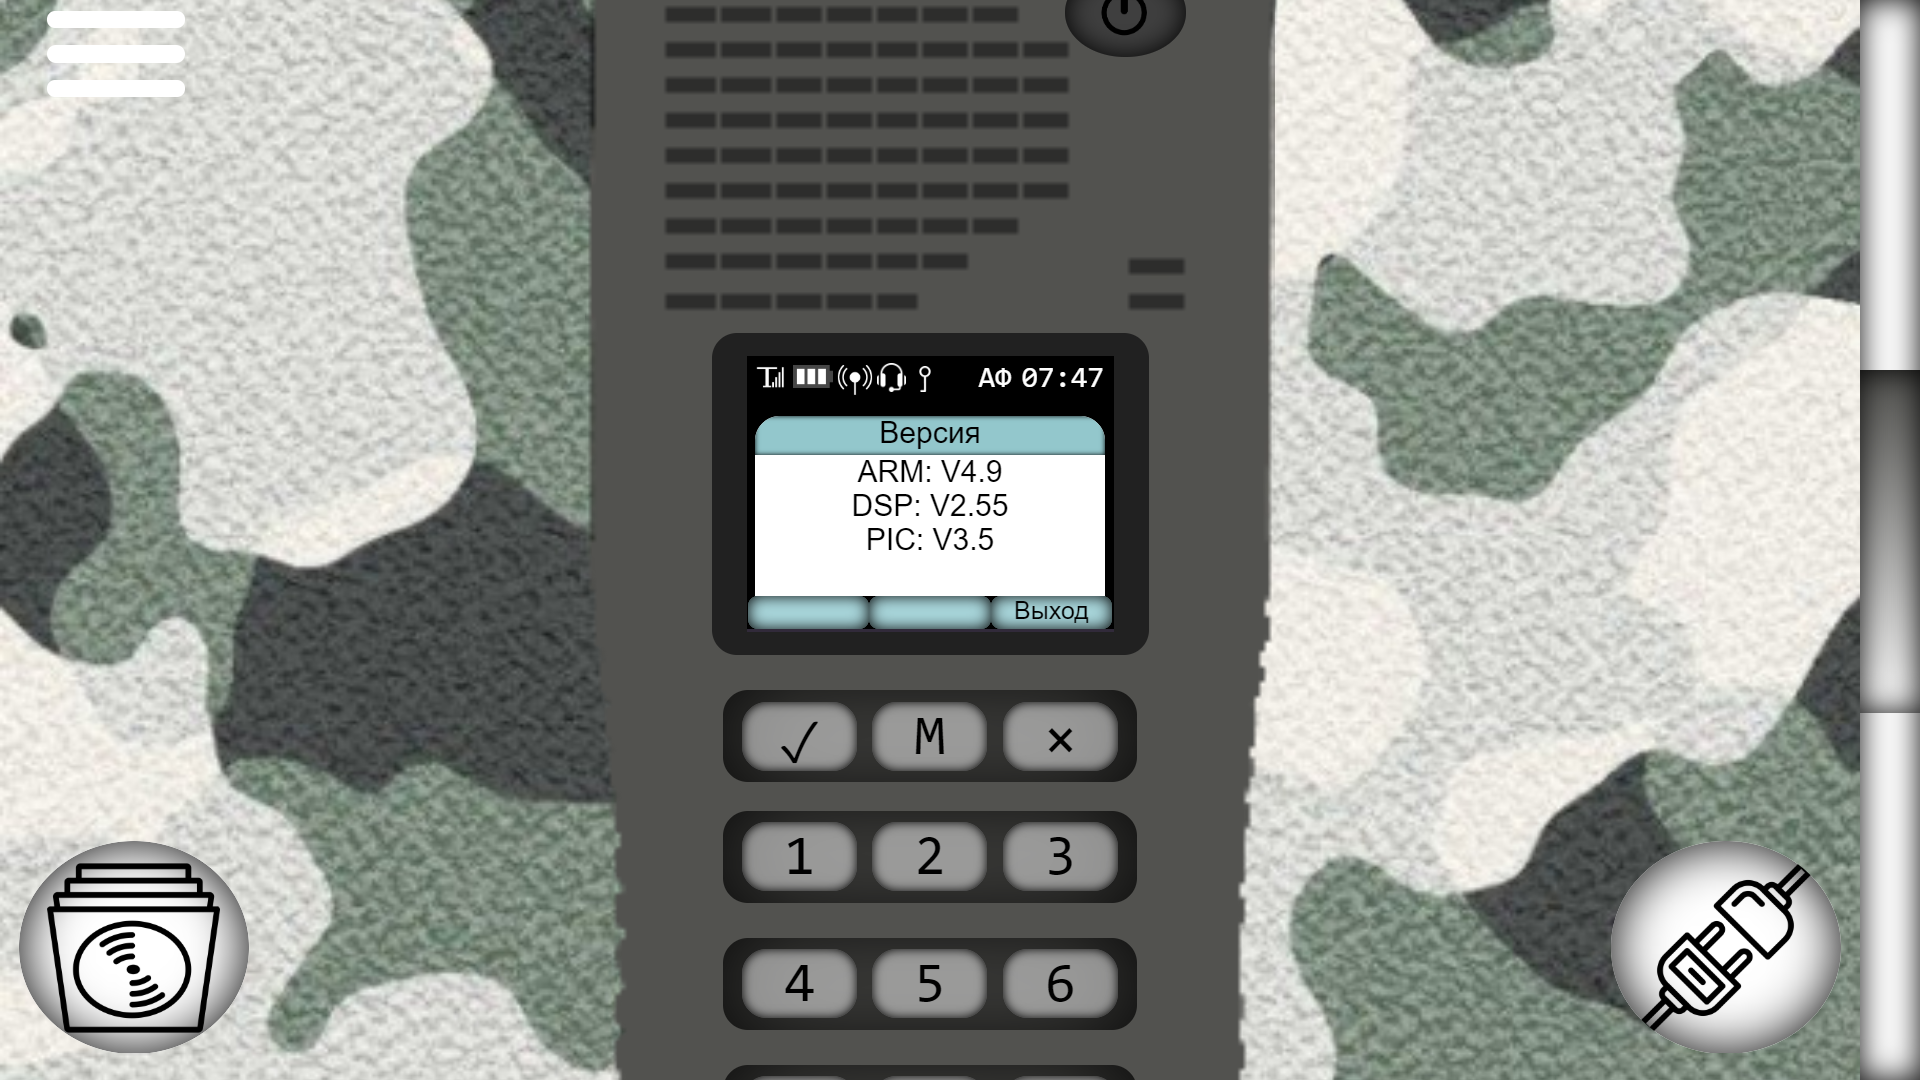 АФ 07:47
Версия
ARM: V4.9
DSP: V2.55
PIC: V3.5
Выход
✓ M ×
1 2 3
4 5 6